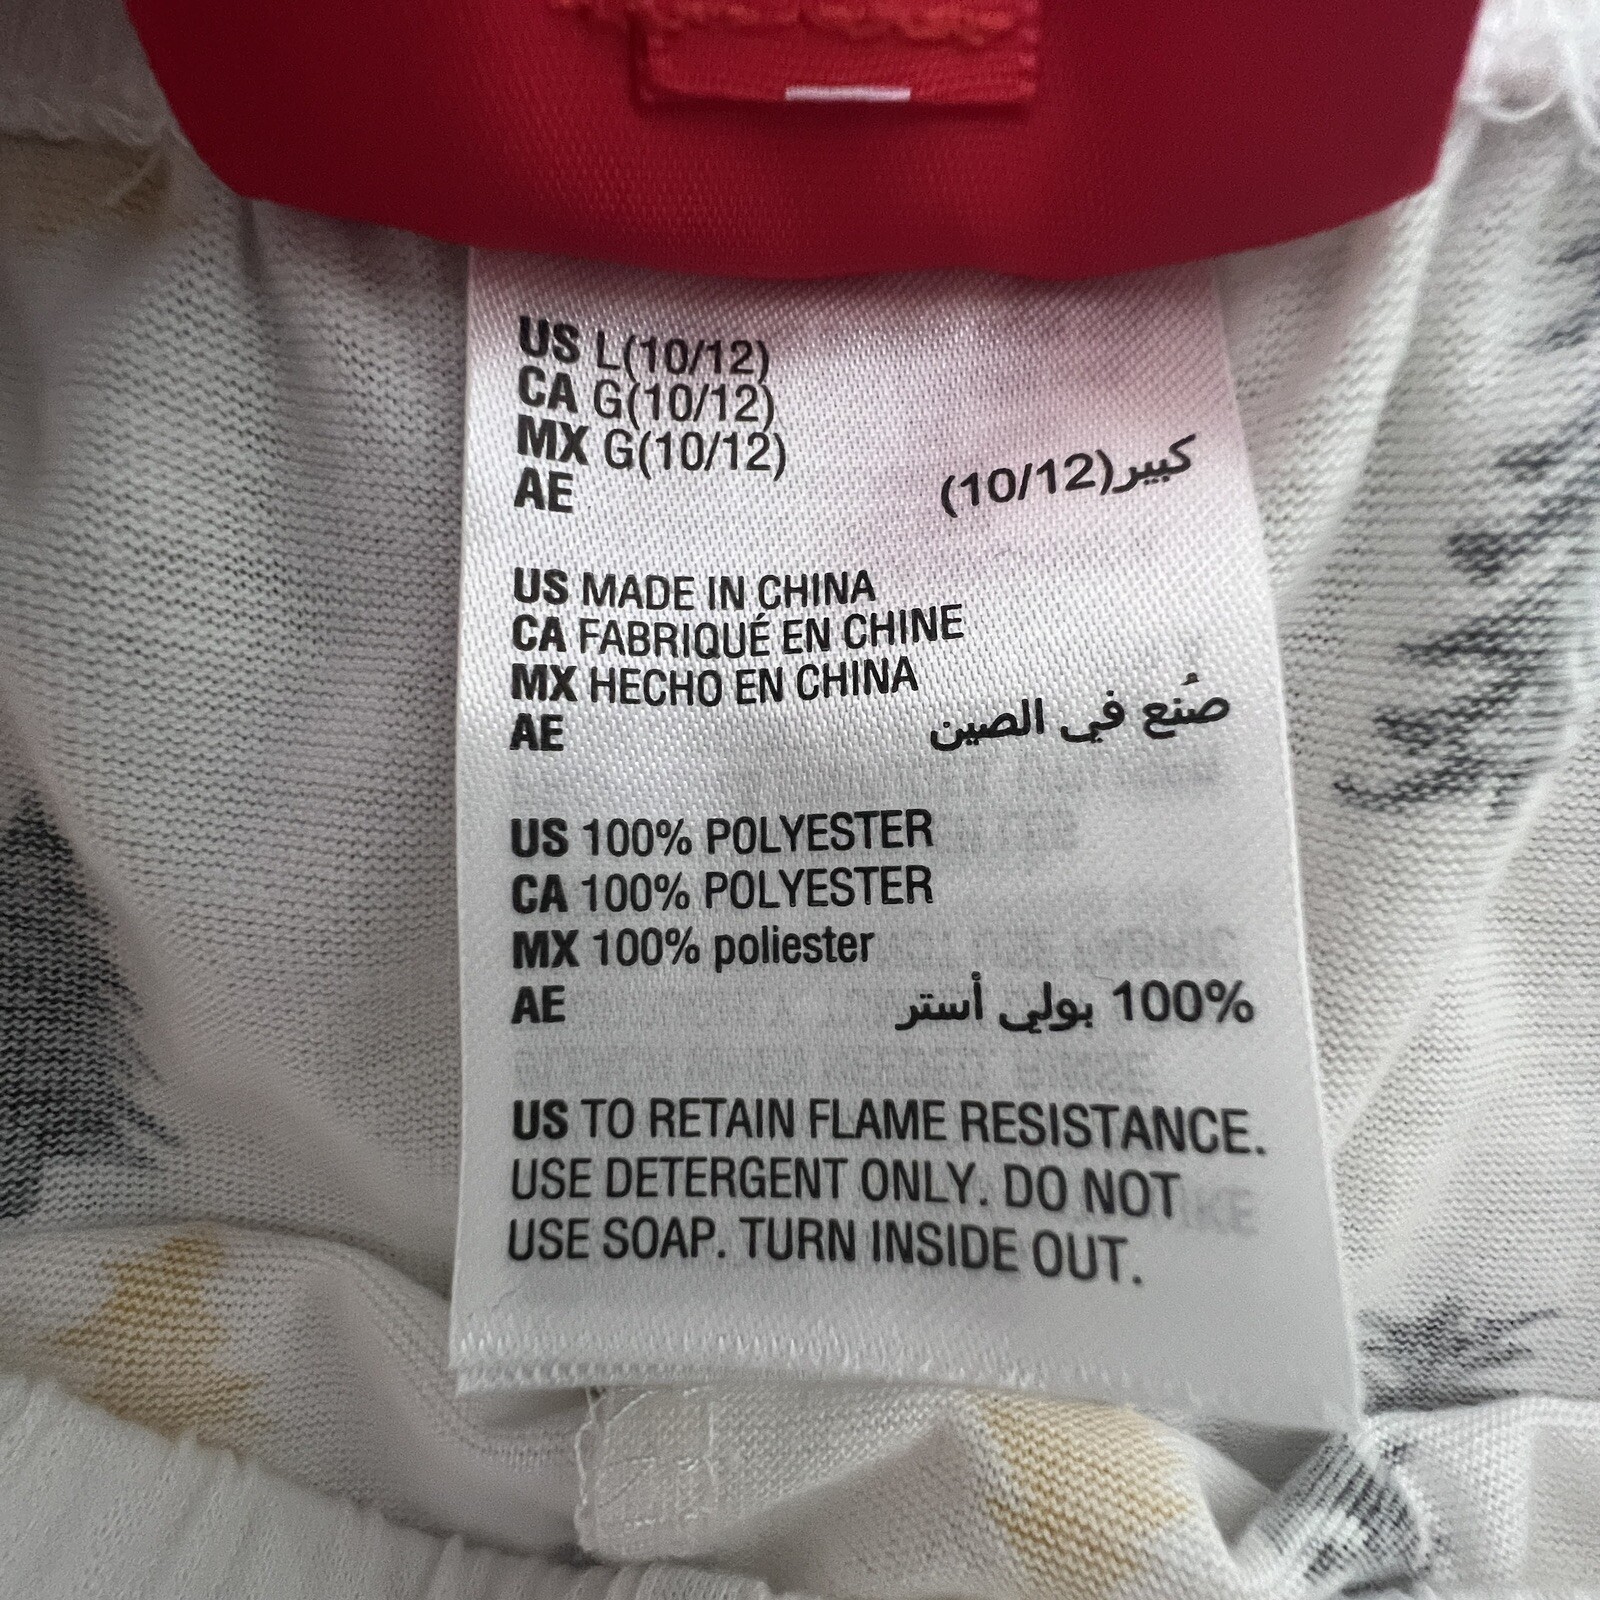 US L(10/12)
CA G(10/12)
MX G(10/12)
AE كبير(10/12)
US MADE IN CHINA
CA FABRIQUÉ EN CHINE
MX HECHO EN CHINA
AE صُنع في الصين
US 100% POLYESTER
CA 100% POLYESTER
MX 100% poliester
AE 100% بولي أستر
US TO RETAIN FLAME RESISTANCE.
USE DETERGENT ONLY. DO NOT
USE SOAP. TURN INSIDE OUT.